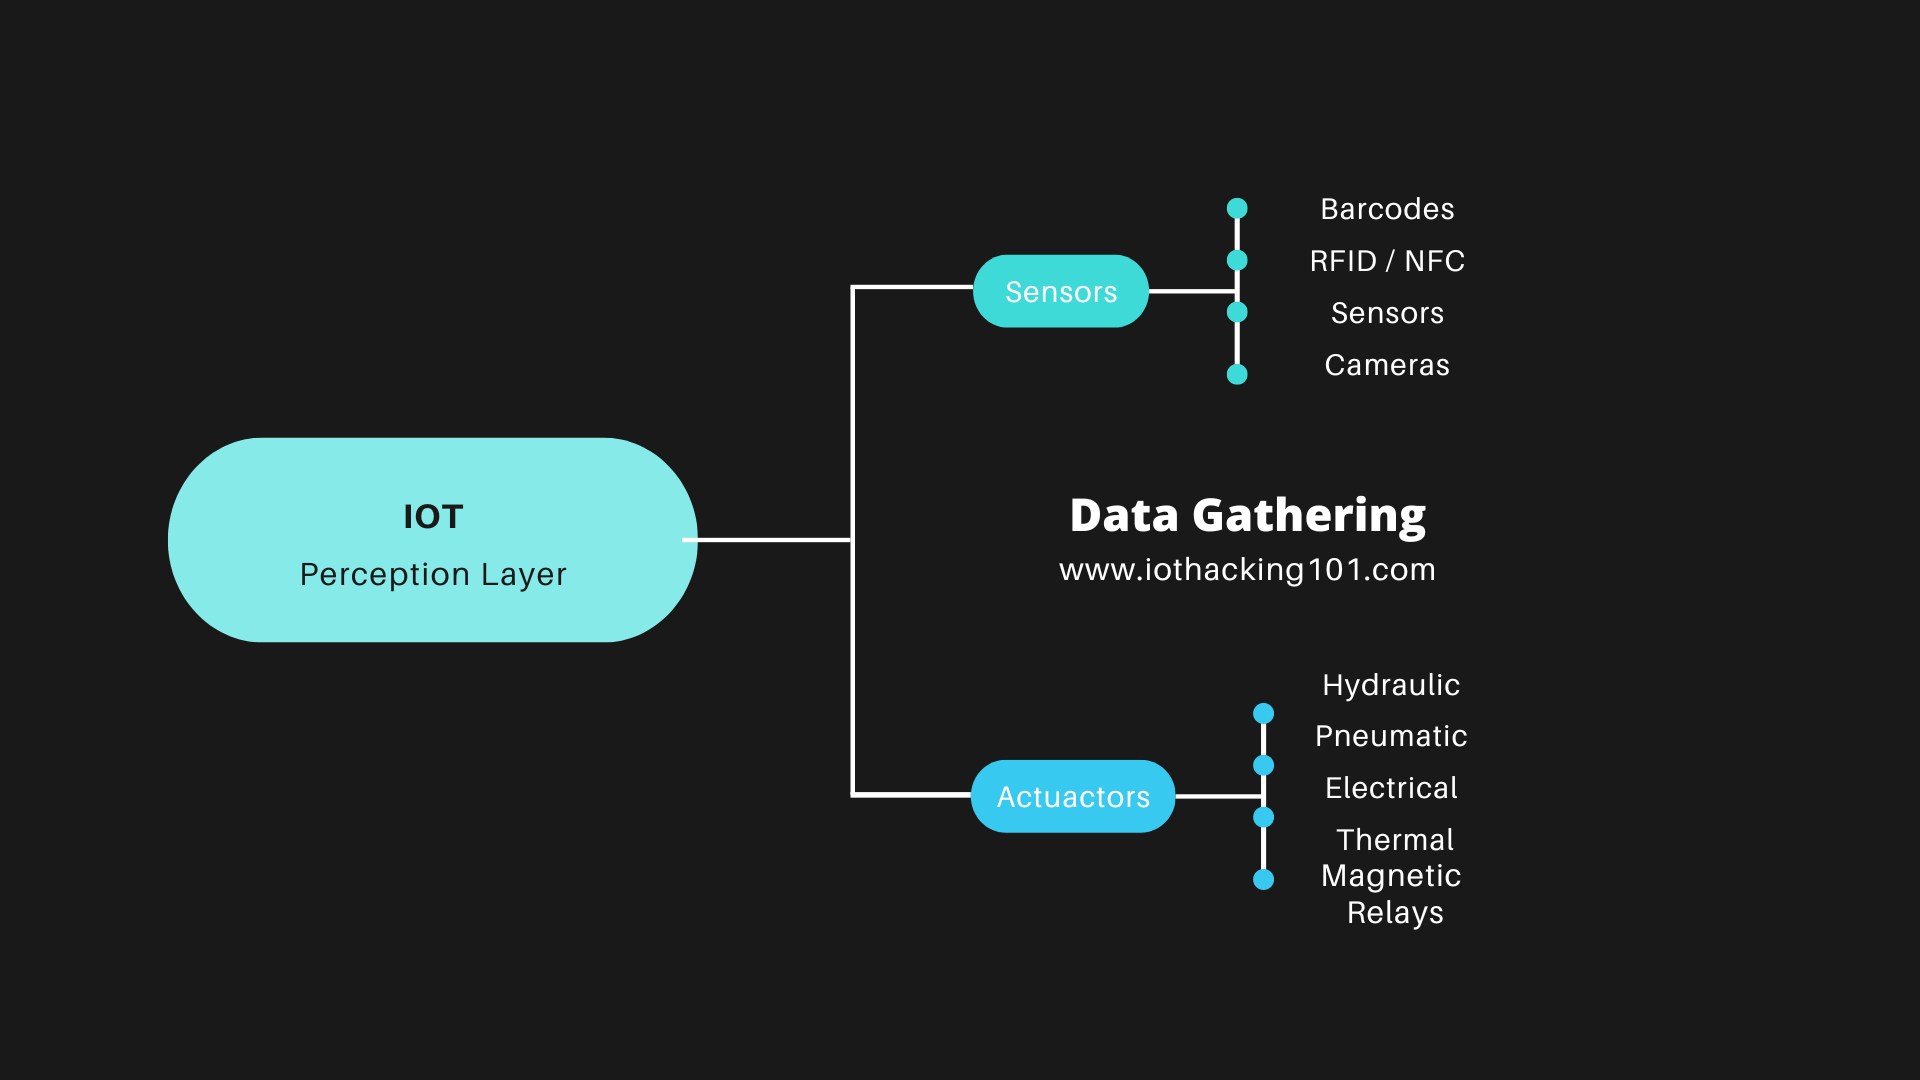 IOT
Perception Layer
Sensors
Barcodes
RFID / NFC
Sensors
Cameras
Data Gathering
www.iothacking101.com
Actuactors
Hydraulic
Pneumatic
Electrical
Thermal
Magnetic
Relays